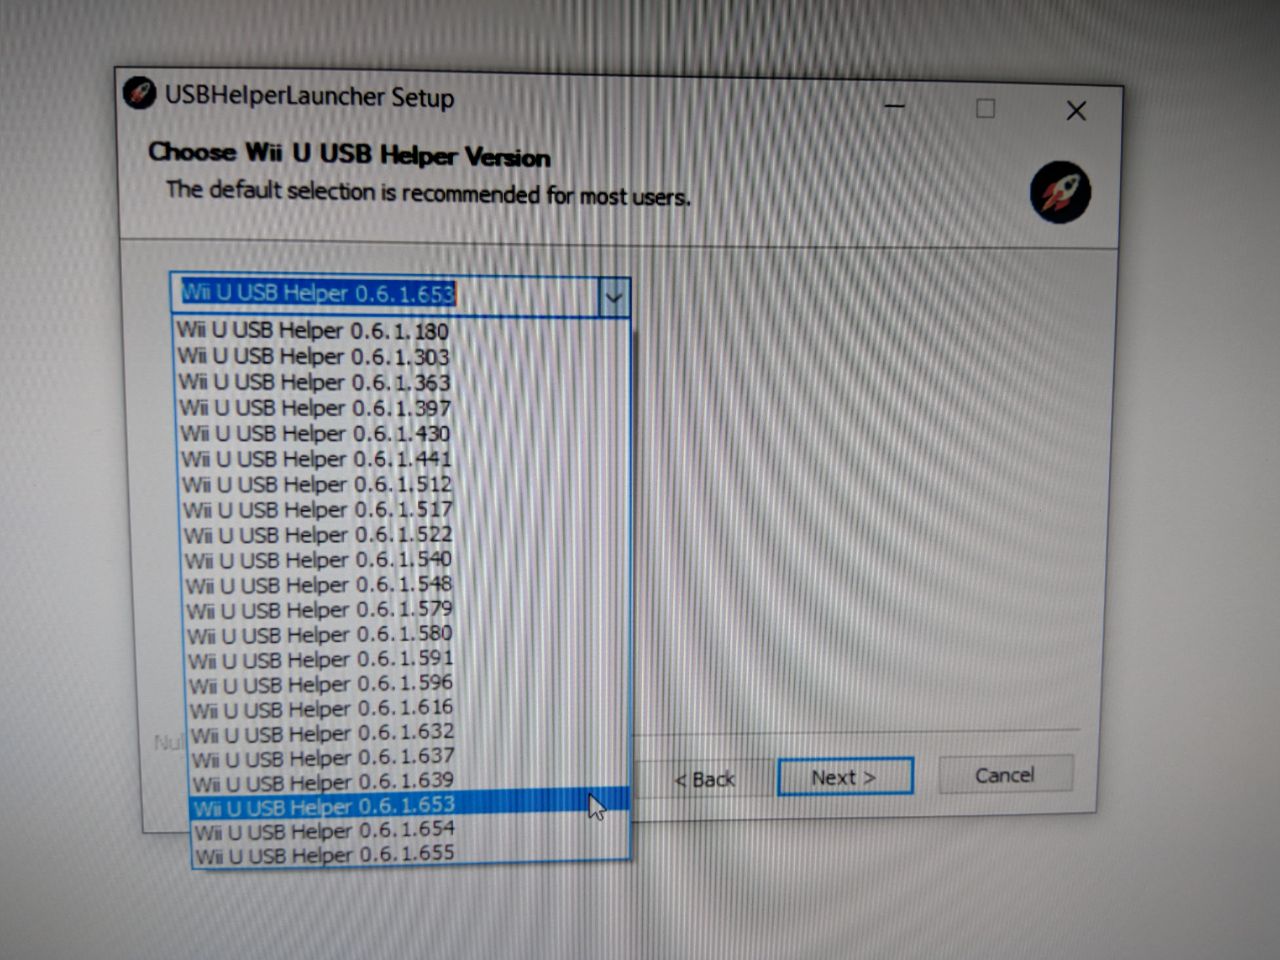 USBHelperLauncher Setup
Choose Wii U USB Helper Version
The default selection is recommended for most users.
Wii U USB Helper 0.6.1.653
Wii U USB Helper 0.6.1.180
Wii U USB Helper 0.6.1.303
Wii U USB Helper 0.6.1.363
Wii U USB Helper 0.6.1.397
Wii U USB Helper 0.6.1.430
Wii U USB Helper 0.6.1.441
Wii U USB Helper 0.6.1.512
Wii U USB Helper 0.6.1.517
Wii U USB Helper 0.6.1.522
Wii U USB Helper 0.6.1.540
Wii U USB Helper 0.6.1.548
Wii U USB Helper 0.6.1.579
Wii U USB Helper 0.6.1.580
Wii U USB Helper 0.6.1.591
Wii U USB Helper 0.6.1.596
Wii U USB Helper 0.6.1.616
Wii U USB Helper 0.6.1.632
Wii U USB Helper 0.6.1.637
Wii U USB Helper 0.6.1.639
Wii U USB Helper 0.6.1.653
Wii U USB Helper 0.6.1.654
Wii U USB Helper 0.6.1.655
< Back
Next >
Cancel